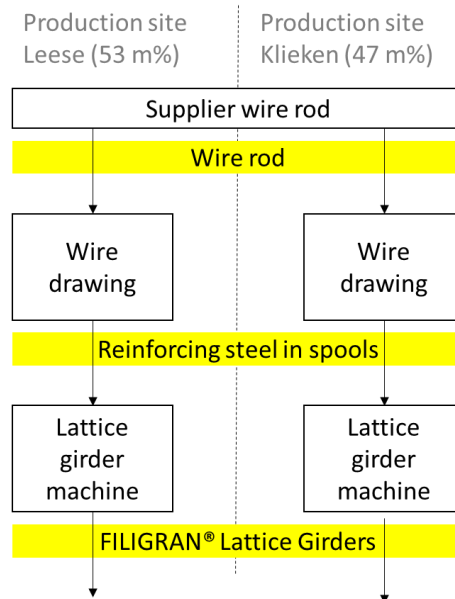 Production site
Leese (53 m%)
Production site
Klieken (47 m%)
Supplier wire rod
Wire rod
Wire
drawing
Wire
drawing
Reinforcing steel in spools
Lattice
girder
machine
Lattice
girder
machine
FILIGRAN® Lattice Girders